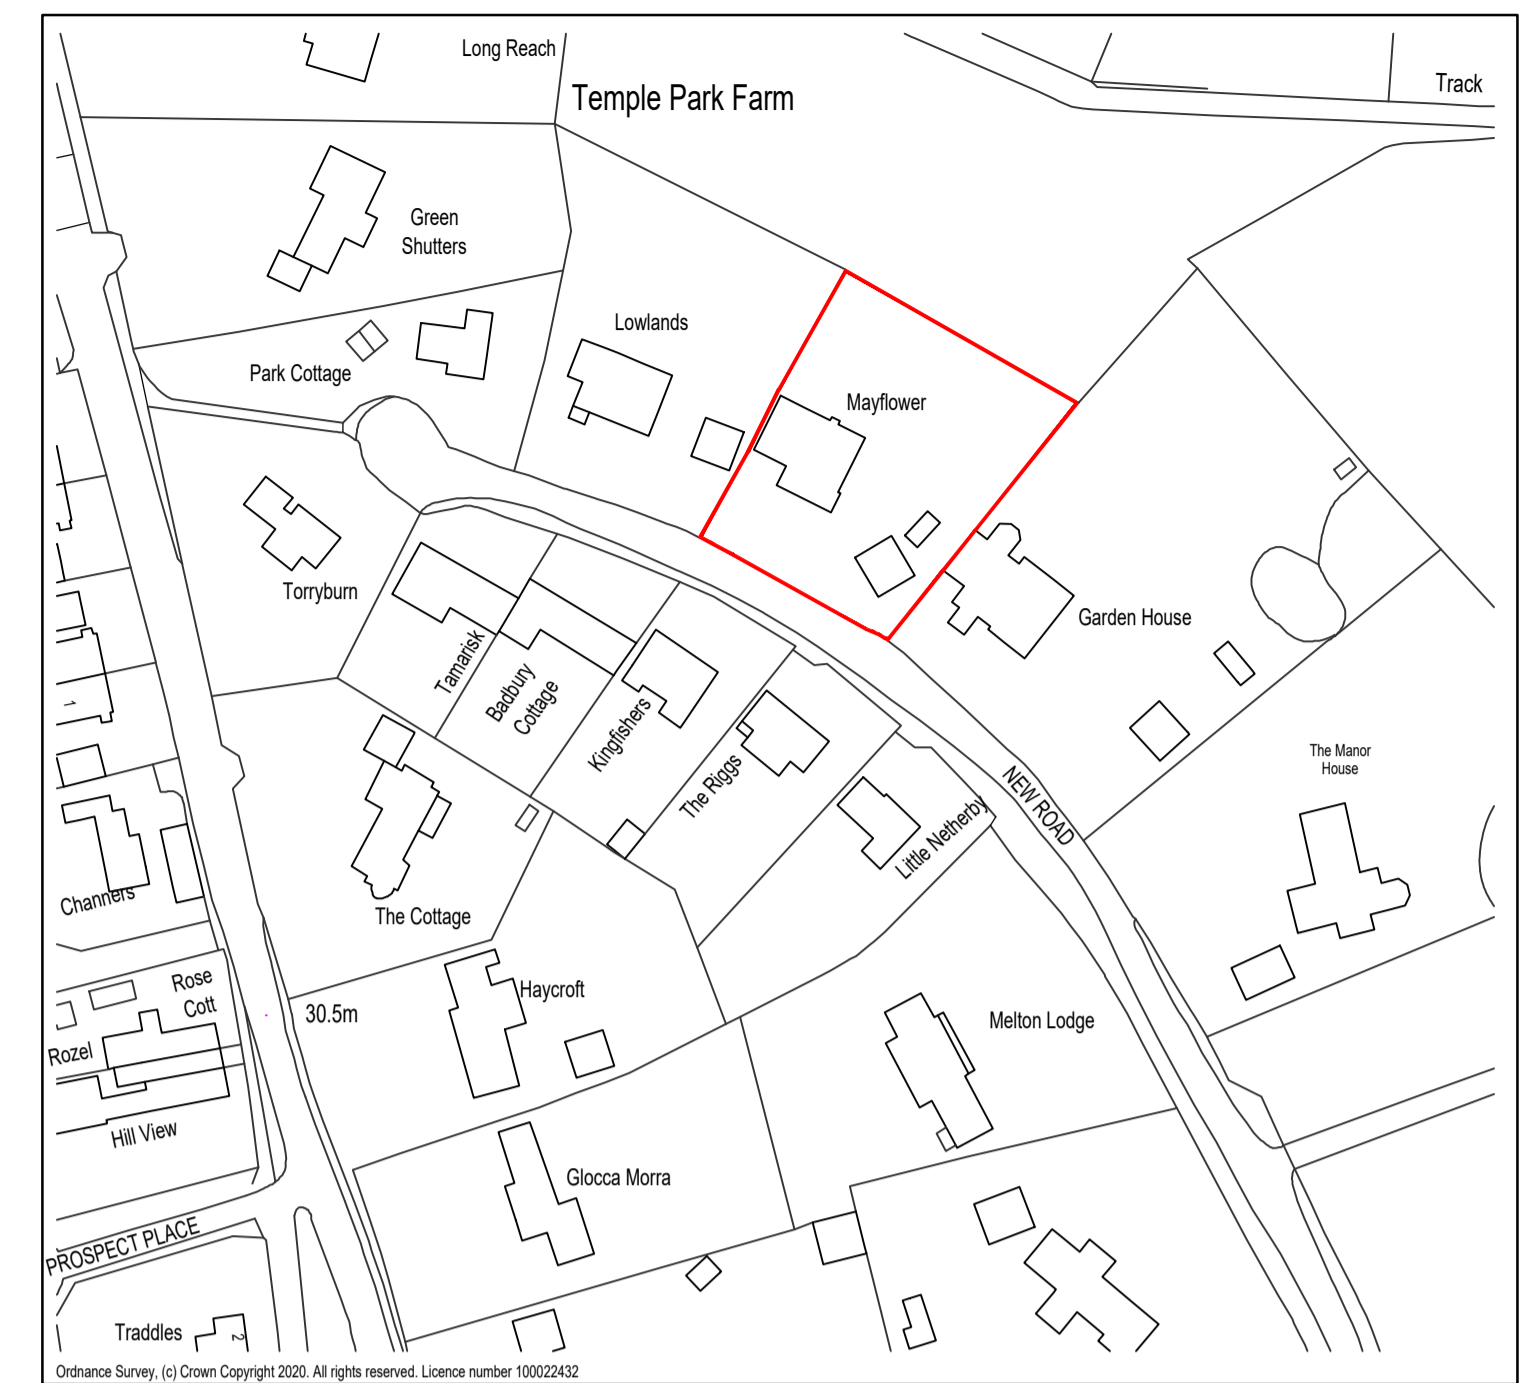 Long Reach
Temple Park Farm
Track
Green
Shutters
Lowlands
Park Cottage
Mayflower
Torryburn
Garden House
Tamarisk
Badbury
Cottage
Kingfishers
The Riggs
Little Netherby
NEW ROAD
The Manor
House
1
Channers
The Cottage
Rose
Cott
Haycroft
30.5m
Melton Lodge
Rozel
Hill View
Glocca Morra
PROSPECT PLACE
Traddles
2
Ordnance Survey, (c) Crown Copyright 2020. All rights reserved. Licence number 100022432